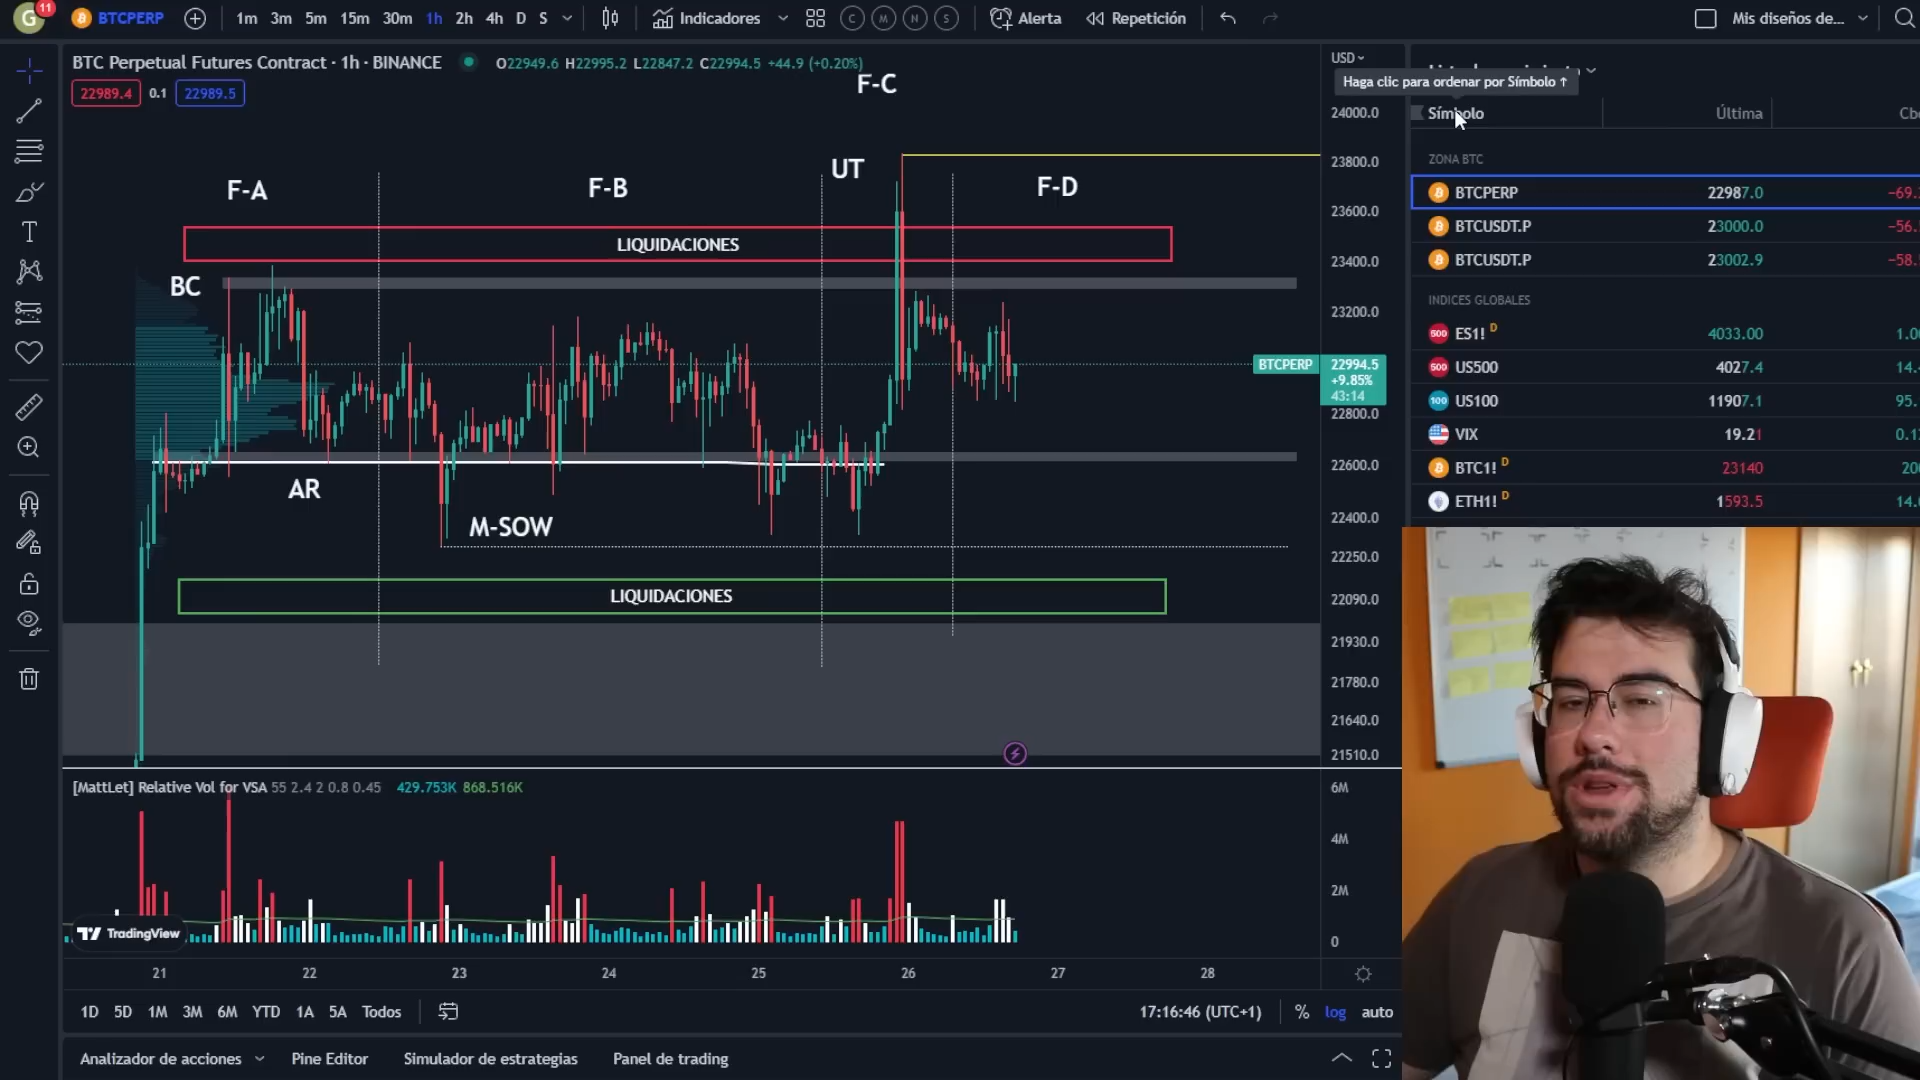 G 11 BTCPERP 1m 3m 5m 15m 30m 1h 2h 4h D S Indicadores C M N S Alerta Repetición Mis diseños de...
BTC Perpetual Futures Contract · 1h · BINANCE O22949.6 H22995.2 L22847.2 C22994.5 +44.9 (+0.20%)
22989.4 0.1 22989.5
USD
Haga clic para ordenar por Símbolo ↑
Símbolo Última
F-C
F-A
F-B
UT
F-D
LIQUIDACIONES
BC
AR
M-SOW
LIQUIDACIONES
24000.0
23800.0
23600.0
23400.0
23200.0
BTCPERP 22994.5
+9.85%
43:14
22800.0
22600.0
22400.0
22250.0
22090.0
21930.0
21780.0
21640.0
21510.0
ZONA BTC
BTCPERP 22987.0
BTCUSDT.P 23000.0
BTCUSDT.P 23002.9
INDICES GLOBALES
500 ES1! D 4033.00
500 US500 4027.4
100 US100 11907.1
VIX 19.21
BTC1! D 23140
ETH1! D 1593.5
[MattLet] Relative Vol for VSA 55 2.4 2 0.8 0.45 429.753K 868.516K
6M
4M
2M
0
TradingView
21 22 23 24 25 26 27 28
1D 5D 1M 3M 6M YTD 1A 5A Todos 17:16:46 (UTC+1) % log auto
Analizador de acciones Pine Editor Simulador de estrategias Panel de trading